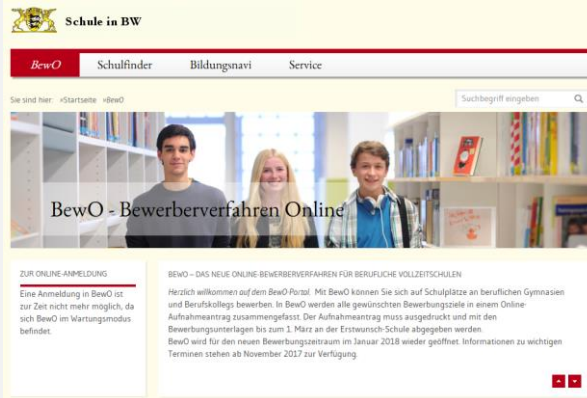 Schule in BW
BewO Schulfinder Bildungsnavi Service
Sie sind hier: »Startseite »BewO
Suchbegriff eingeben
BewO - Bewerberverfahren Online
ZUR ONLINE-ANMELDUNG
Eine Anmeldung in BewO ist
zur Zeit nicht mehr möglich, da
sich BewO im Wartungsmodus
befindet.
BEWO – DAS NEUE ONLINE-BEWERBERVERFAHREN FÜR BERUFLICHE VOLLZEITSCHULEN
Herzlich willkommen auf dem BewO-Portal. Mit BewO können Sie sich auf Schulplätze an beruflichen Gymnasien
und Berufskollegs bewerben. In BewO werden alle gewünschten Bewerbungsziele in einem Online-
Aufnahmeantrag zusammengefasst. Der Aufnahmeantrag muss ausgedruckt und mit den
Bewerbungsunterlagen bis zum 1. März an der Erstwunsch-Schule abgegeben werden.
BewO wird für den neuen Bewerbungszeitraum im Januar 2018 wieder geöffnet. Informationen zu wichtigen
Terminen stehen ab November 2017 zur Verfügung.